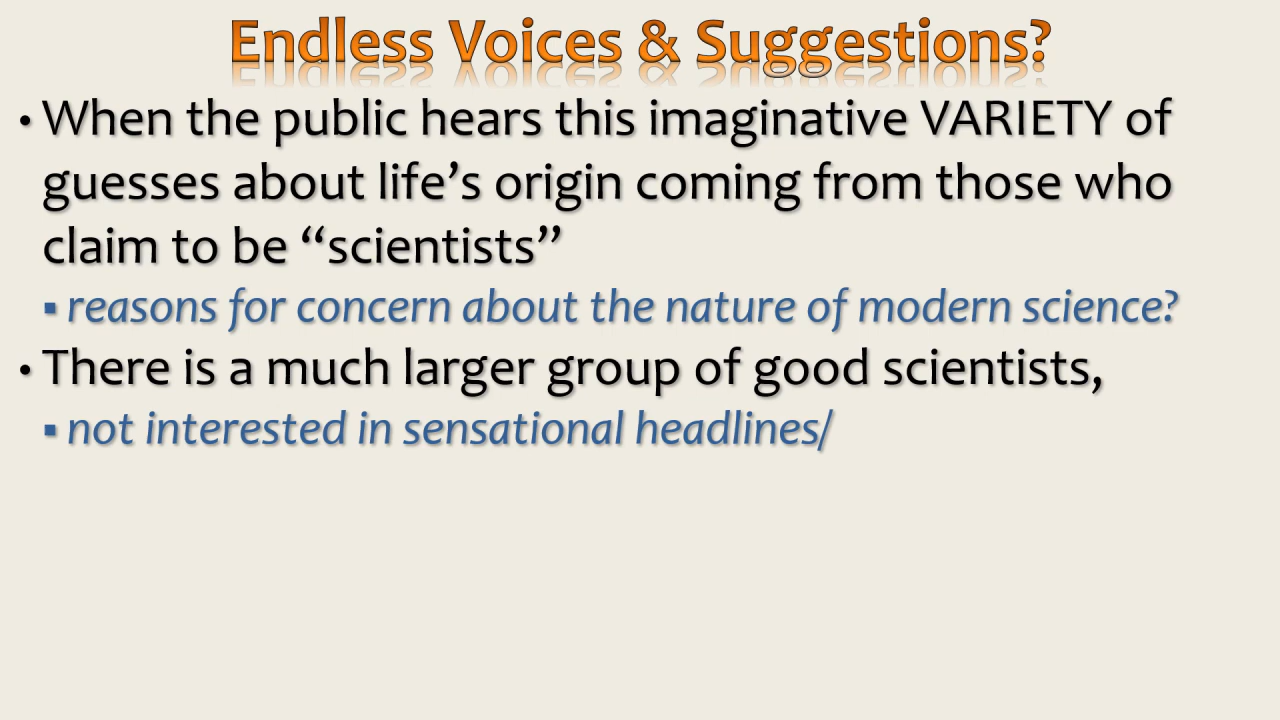 Endless Voices & Suggestions?
• When the public hears this imaginative VARIETY of
guesses about life’s origin coming from those who
claim to be “scientists”
▪ reasons for concern about the nature of modern science?
• There is a much larger group of good scientists,
▪ not interested in sensational headlines/